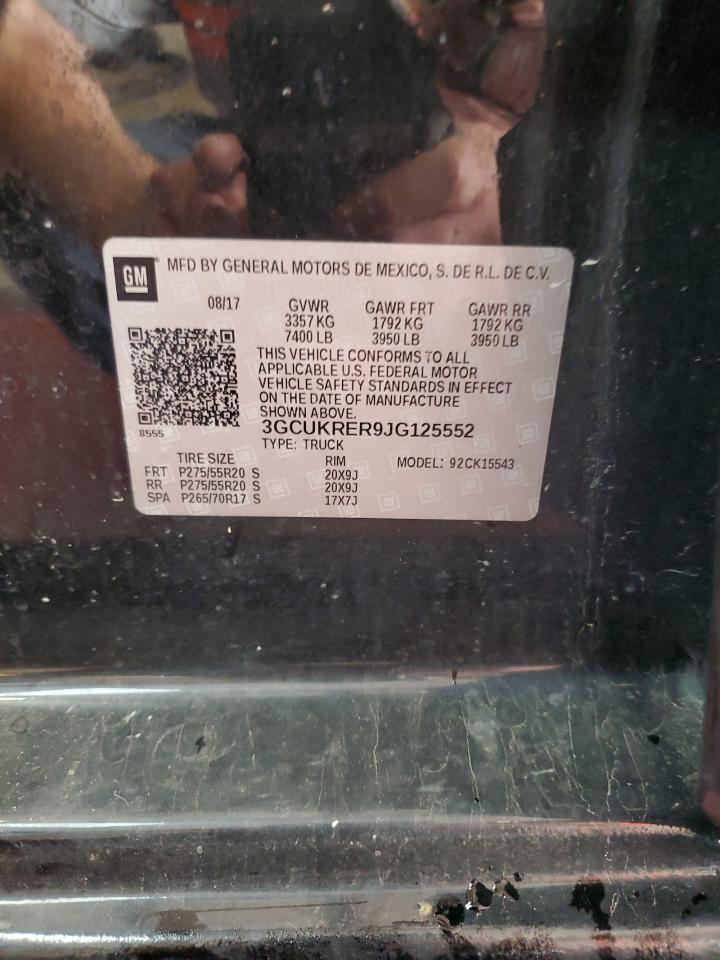 GM MFD BY GENERAL MOTORS DE MEXICO, S. DE R.L. DE C.V.
08/17 GVWR GAWR FRT GAWR RR
3357 KG 1792 KG 1792 KG
7400 LB 3950 LB 3950 LB
THIS VEHICLE CONFORMS TO ALL
APPLICABLE U.S. FEDERAL MOTOR
VEHICLE SAFETY STANDARDS IN EFFECT
ON THE DATE OF MANUFACTURE
SHOWN ABOVE.
8555
3GCUKRER9JG125552
TYPE: TRUCK
TIRE SIZE RIM MODEL: 92CK15543
FRT P275/55R20 S 20X9J
RR P275/55R20 S 20X9J
SPA P265/70R17 S 17X7J